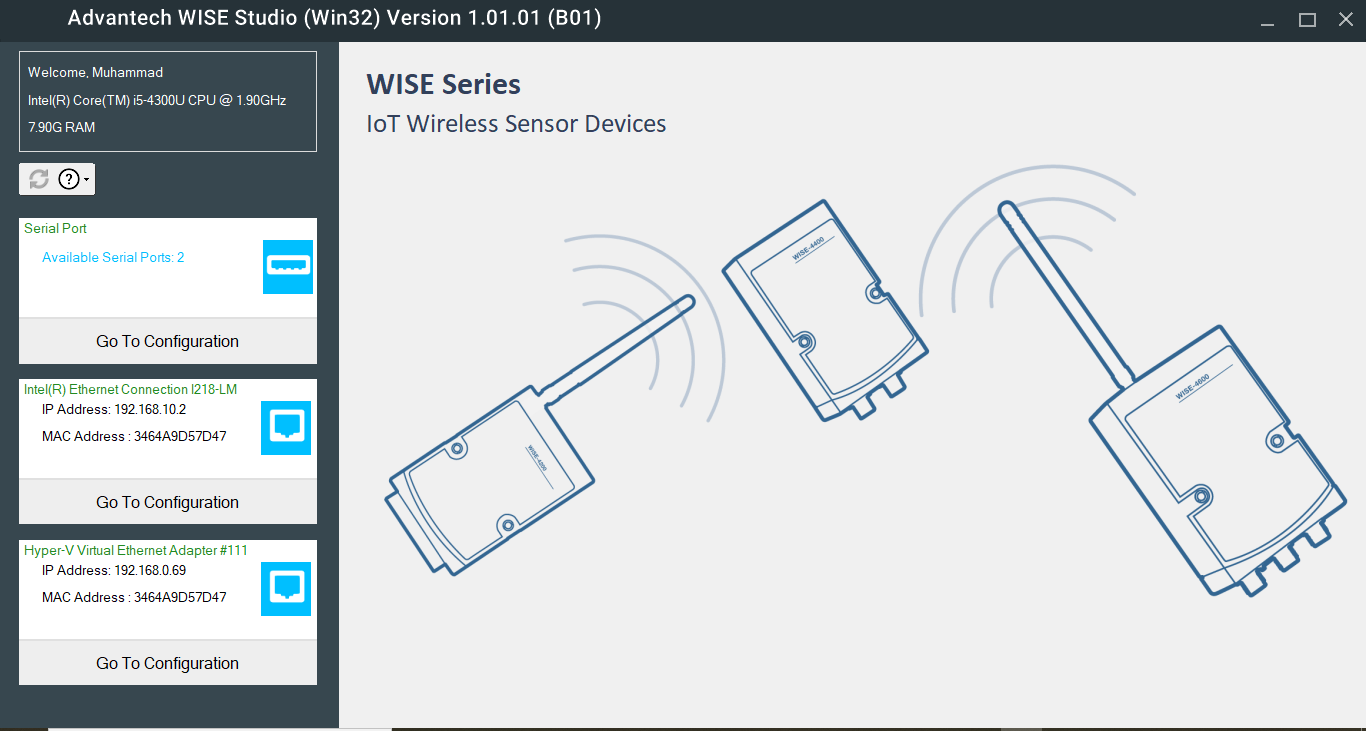 Advantech WISE Studio (Win32) Version 1.01.01 (B01)
Welcome, Muhammad
Intel(R) Core(TM) i5-4300U CPU @ 1.90GHz
7.90G RAM
?
Serial Port
Available Serial Ports: 2
Go To Configuration
Intel(R) Ethernet Connection I218-LM
IP Address: 192.168.10.2
MAC Address : 3464A9D57D47
Go To Configuration
Hyper-V Virtual Ethernet Adapter #111
IP Address: 192.168.0.69
MAC Address : 3464A9D57D47
Go To Configuration
WISE Series
IoT Wireless Sensor Devices
WISE-4200
WISE-4400
WISE-4600